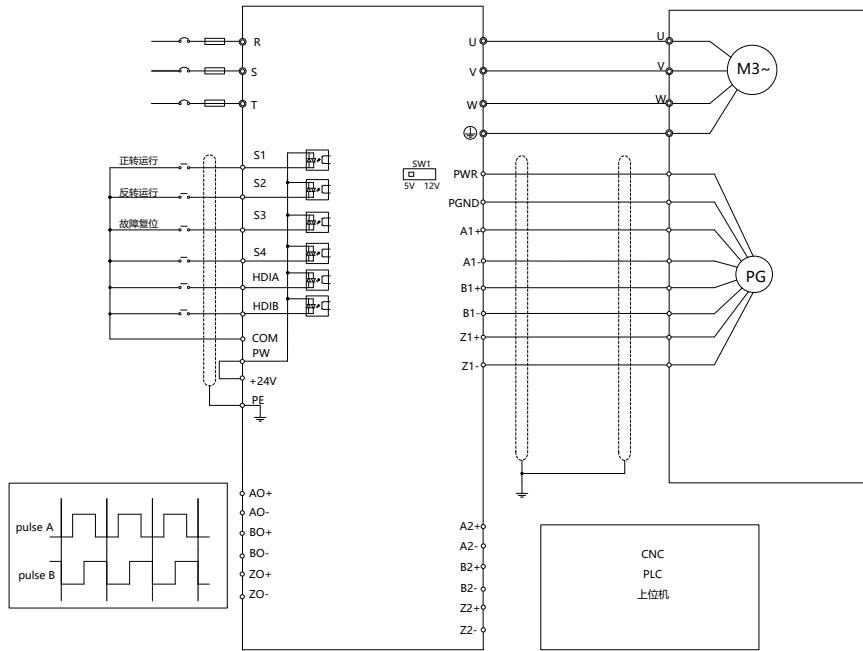 R
S
T
U
V
W
U
V
W
M3~
S1
正转运行
S2
反转运行
S3
故障复位
S4
HDIA
HDIB
COM
PW
+24V
PE
SW1
5V 12V
PWR
PGND
A1+
A1-
B1+
B1-
Z1+
Z1-
PG
pulse A
pulse B
AO+
AO-
BO+
BO-
ZO+
ZO-
A2+
A2-
B2+
B2-
Z2+
Z2-
CNC
PLC
上位机